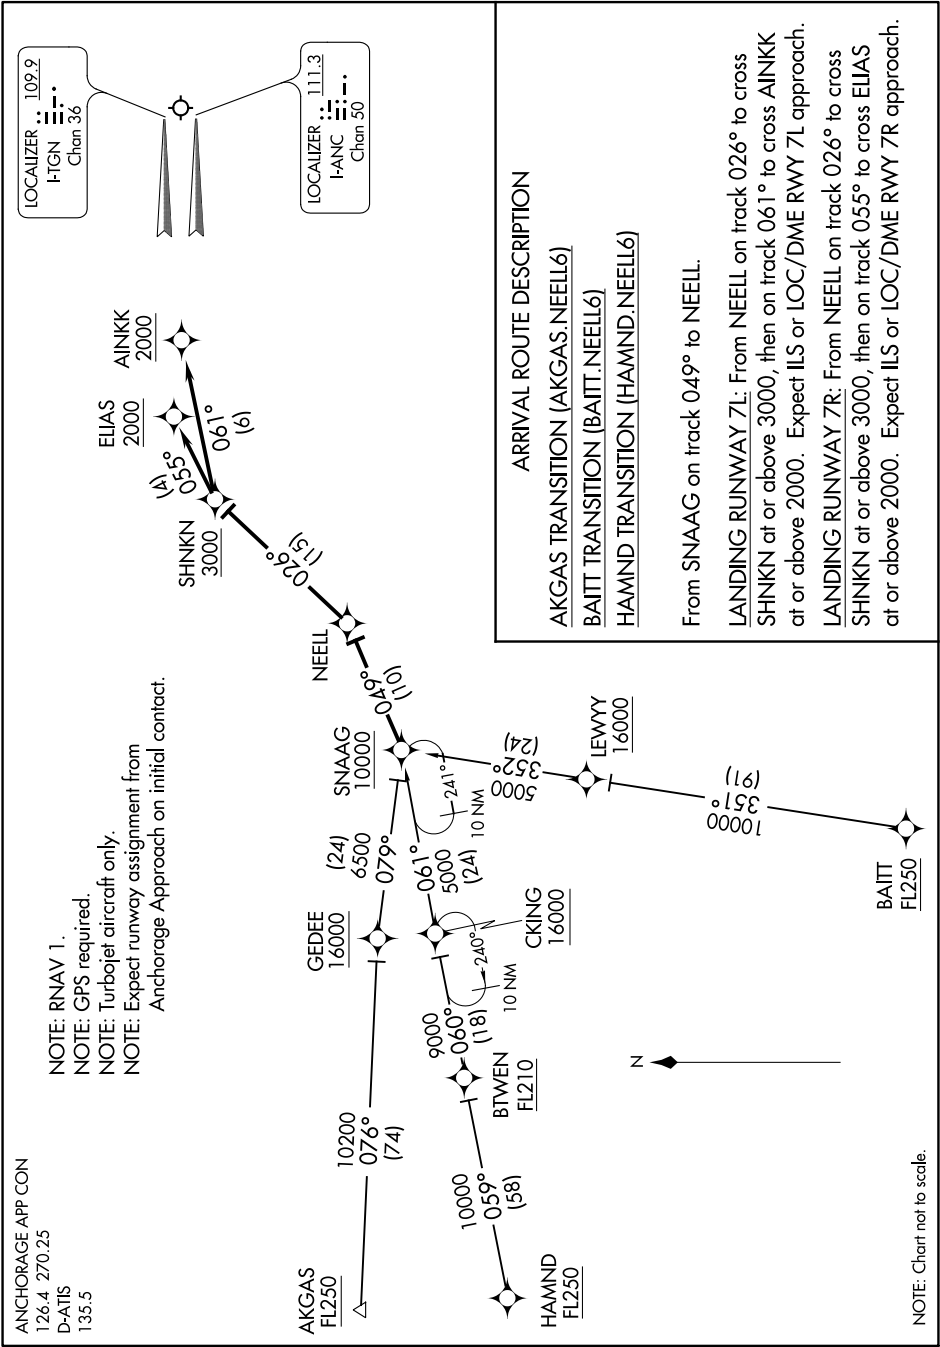 ANCHORAGE APP CON
126.4 270.25
D-ATIS
135.5
NOTE: RNAV 1.
NOTE: GPS required.
NOTE: Turbojet aircraft only.
NOTE: Expect runway assignment from
Anchorage Approach on initial contact.
LOCALIZER 109.9
I-TGN
Chan 36
LOCALIZER 111.3
I-ANC
Chan 50
AINKK
2000
ELIAS
2000
061°
(6)
(4)
055°
SHNKN
3000
026°
(15)
NEELL
049°
(10)
SNAAG
10000
241°
10 NM
(24)
6500
079°
GEDEE
16000
061°
5000
(24)
CKING
16000
240°
10 NM
9000
060°
(18)
BTWEN
FL210
10200
076°
(74)
AKGAS
FL250
10000
059°
(58)
HAMND
FL250
(24)
352°
5000
LEWYY
16000
(91)
351°
10000
BAITT
FL250
N
NOTE: Chart not to scale.
ARRIVAL ROUTE DESCRIPTION
AKGAS TRANSITION (AKGAS.NEELL6)
BAITT TRANSITION (BAITT.NEELL6)
HAMND TRANSITION (HAMND.NEELL6)
From SNAAG on track 049° to NEELL.
LANDING RUNWAY 7L: From NEELL on track 026° to cross
SHNKN at or above 3000, then on track 061° to cross AINKK
at or above 2000. Expect ILS or LOC/DME RWY 7L approach.
LANDING RUNWAY 7R: From NEELL on track 026° to cross
SHNKN at or above 3000, then on track 055° to cross ELIAS
at or above 2000. Expect ILS or LOC/DME RWY 7R approach.